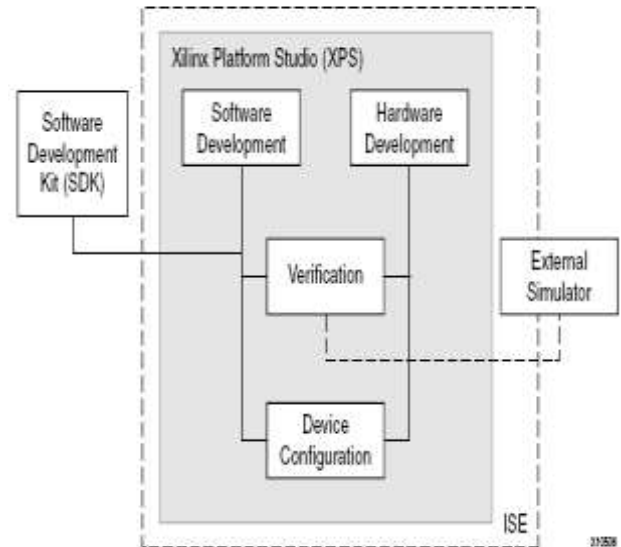 Xilinx Platform Studio (XPS)
Software
Development
Kit (SDK)
Software
Development
Hardware
Development
Verification
External
Simulator
Device
Configuration
ISE